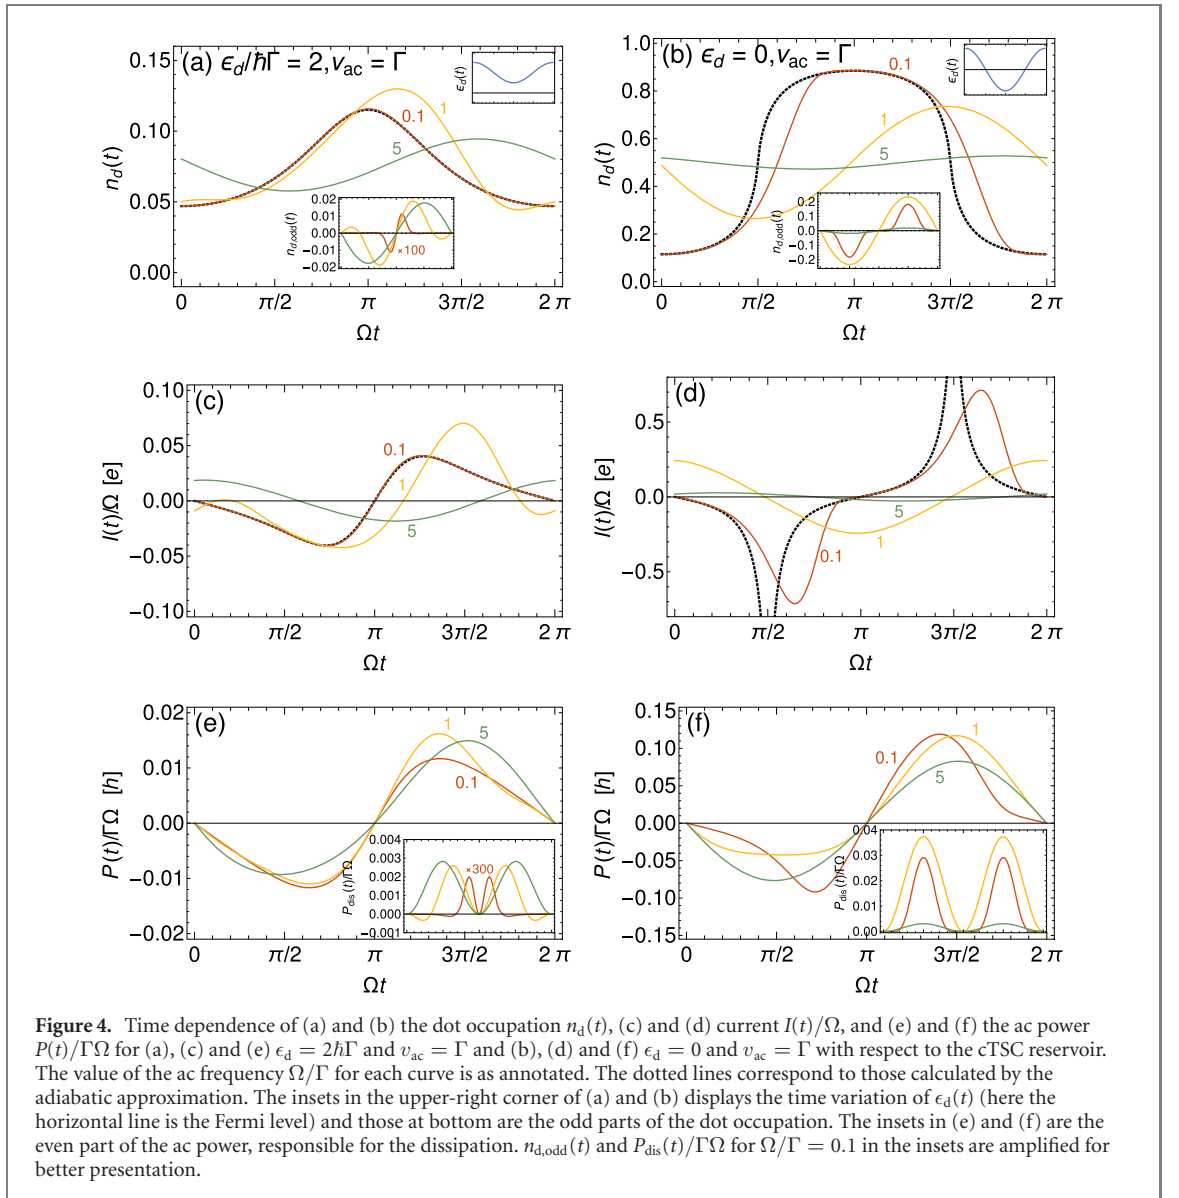 (a) ϵd/ℏΓ = 2, vac = Γ
ϵd(t)
0.15
0.10
0.05
0.00
nd(t)
0.1
1
5
nd,odd(t)
0.02
0.01
0.00
−0.01
−0.02
×100
0 π/2 π 3π/2 2 π
Ωt
(b) ϵd = 0, vac = Γ
ϵd(t)
1.0
0.8
0.6
0.4
0.2
0.0
nd(t)
0.1
1
5
nd,odd(t)
0.2
0.1
0.0
−0.1
−0.2
0 π/2 π 3π/2 2 π
Ωt
(c)
0.10
0.05
0.00
−0.05
−0.10
I(t)/Ω [e]
0.1
1
5
0 π/2 π 3π/2 2 π
Ωt
(d)
0.5
0.0
−0.5
I(t)/Ω [e]
0.1
1
5
0 π/2 π 3π/2 2 π
Ωt
(e)
0.02
0.01
0.00
−0.01
−0.02
P(t)/ΓΩ [h]
1
5
0.1
Pdis(t)/ΓΩ
0.004
0.003
0.002
0.001
0.000
−0.001
×300
0 π/2 π 3π/2 2 π
Ωt
(f)
0.15
0.10
0.05
0.00
−0.05
−0.10
−0.15
P(t)/ΓΩ [h]
0.1
1
5
Pdis(t)/ΓΩ
0.04
0.03
0.02
0.01
0.00
0 π/2 π 3π/2 2 π
Ωt
Figure 4. Time dependence of (a) and (b) the dot occupation nd(t), (c) and (d) current I(t)/Ω, and (e) and (f) the ac power
P(t)/ΓΩ for (a), (c) and (e) ϵd = 2ℏΓ and vac = Γ and (b), (d) and (f) ϵd = 0 and vac = Γ with respect to the cTSC reservoir.
The value of the ac frequency Ω/Γ for each curve is as annotated. The dotted lines correspond to those calculated by the
adiabatic approximation. The insets in the upper-right corner of (a) and (b) displays the time variation of ϵd(t) (here the
horizontal line is the Fermi level) and those at bottom are the odd parts of the dot occupation. The insets in (e) and (f) are the
even part of the ac power, responsible for the dissipation. nd,odd(t) and Pdis(t)/ΓΩ for Ω/Γ = 0.1 in the insets are amplified for
better presentation.